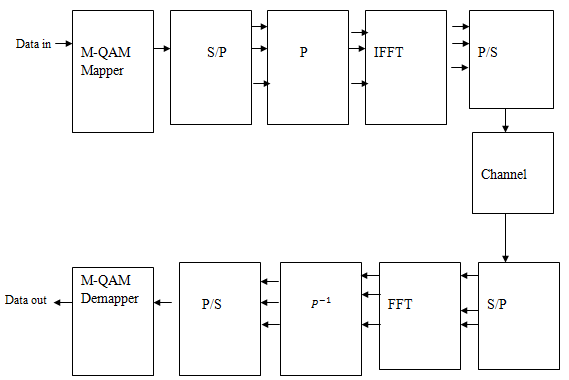 Data in
M-QAM
Mapper
S/P
P
IFFT
P/S
Channel
S/P
FFT
P⁻¹
P/S
M-QAM
Demapper
Data out